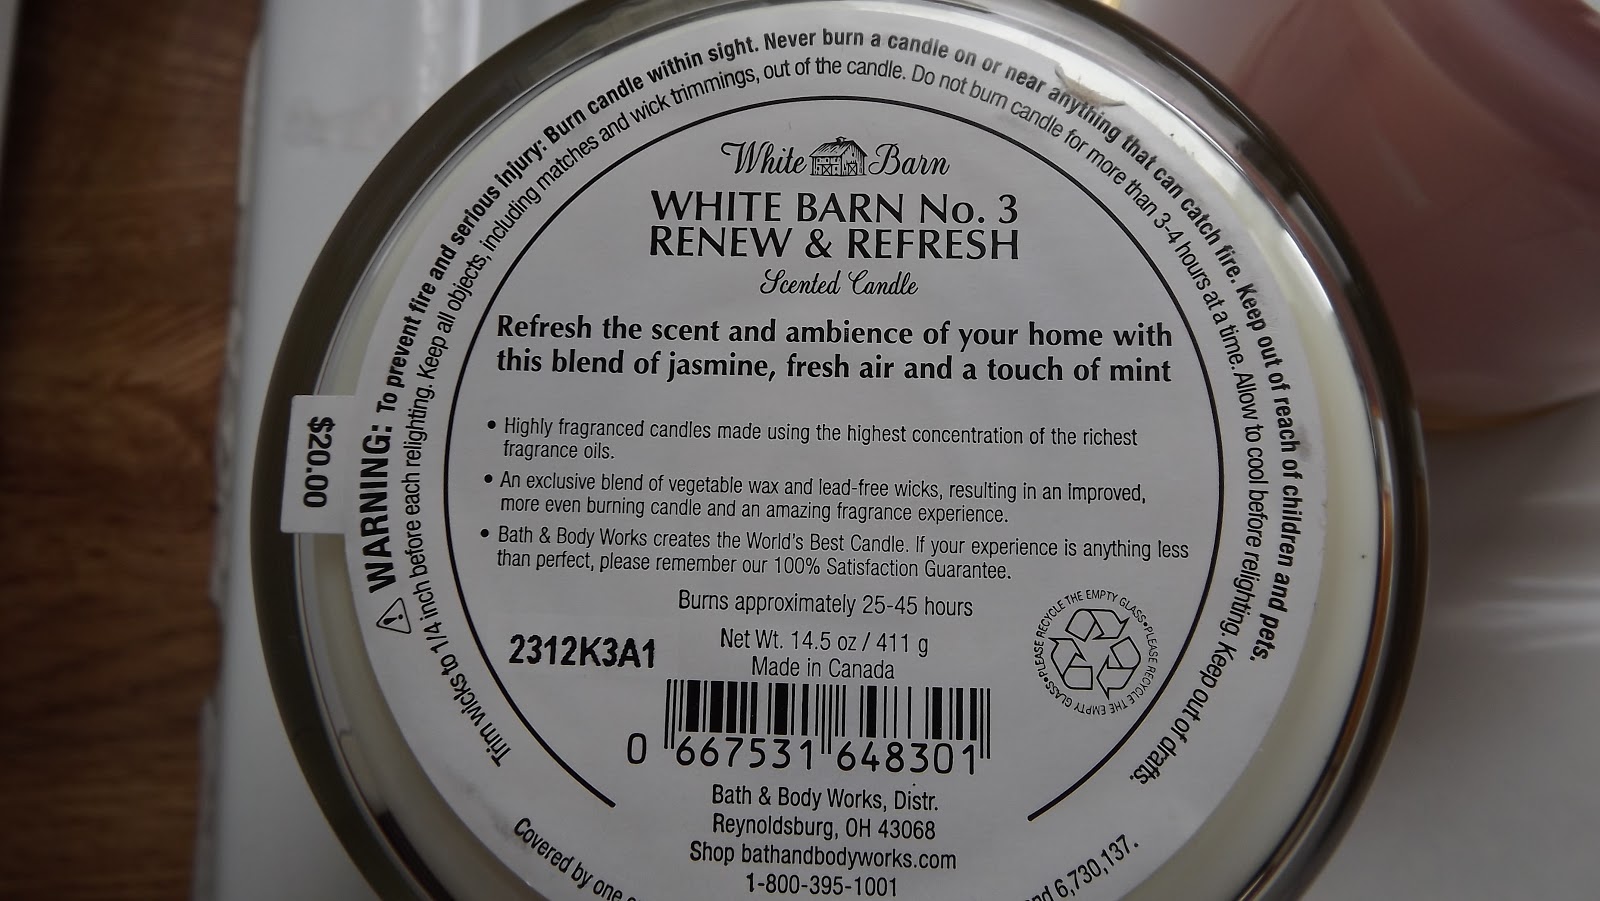 ⚠ WARNING: To prevent fire and serious injury: Burn candle within sight. Never burn a candle on or near anything that can catch fire. Keep out of reach of children and pets.
Trim wicks to 1/4 inch before each relighting. Keep all objects, including matches and wick trimmings, out of the candle. Do not burn candle for more than 3-4 hours at a time. Allow to cool before relighting. Keep out of drafts.
$20.00
White Barn
WHITE BARN No. 3
RENEW & REFRESH
Scented Candle
Refresh the scent and ambience of your home with
this blend of jasmine, fresh air and a touch of mint
• Highly fragranced candles made using the highest concentration of the richest
fragrance oils.
• An exclusive blend of vegetable wax and lead-free wicks, resulting in an improved,
more even burning candle and an amazing fragrance experience.
• Bath & Body Works creates the World's Best Candle. If your experience is anything less
than perfect, please remember our 100% Satisfaction Guarantee.
Burns approximately 25-45 hours
2312K3A1
Net Wt. 14.5 oz / 411 g
Made in Canada
PLEASE RECYCLE THE EMPTY GLASS • PLEASE RECYCLE THE EMPTY GLASS •
0 667531 648301
Bath & Body Works, Distr.
Reynoldsburg, OH 43068
Shop bathandbodyworks.com
1-800-395-1001
Covered by one
6,730,137.